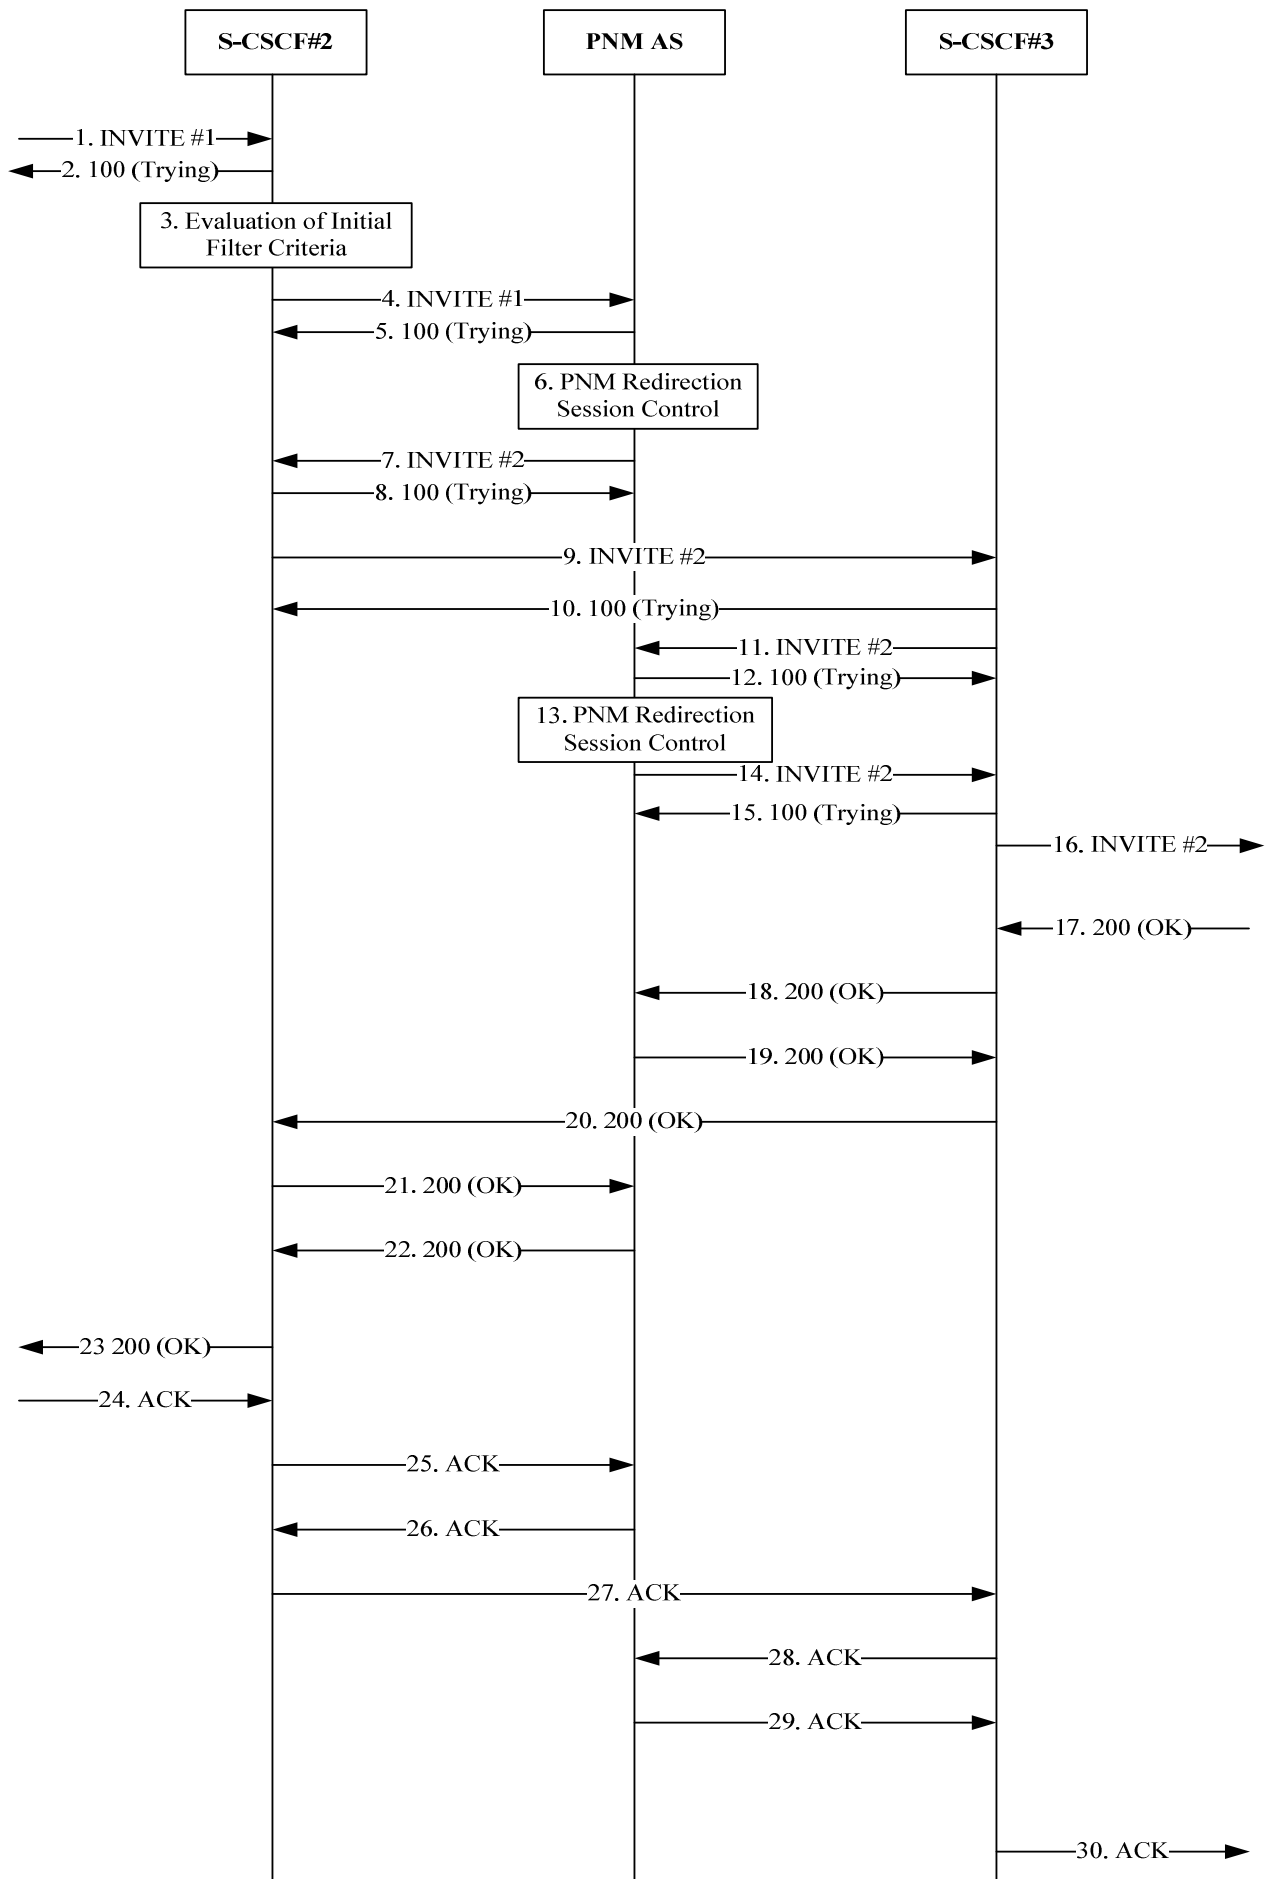 S-CSCF#2
PNM AS
S-CSCF#3
1. INVITE #1
2. 100 (Trying)
3. Evaluation of Initial
Filter Criteria
4. INVITE #1
5. 100 (Trying)
6. PNM Redirection
Session Control
7. INVITE #2
8. 100 (Trying)
9. INVITE #2
10. 100 (Trying)
11. INVITE #2
12. 100 (Trying)
13. PNM Redirection
Session Control
14. INVITE #2
15. 100 (Trying)
16. INVITE #2
17. 200 (OK)
18. 200 (OK)
19. 200 (OK)
20. 200 (OK)
21. 200 (OK)
22. 200 (OK)
23 200 (OK)
24. ACK
25. ACK
26. ACK
27. ACK
28. ACK
29. ACK
30. ACK